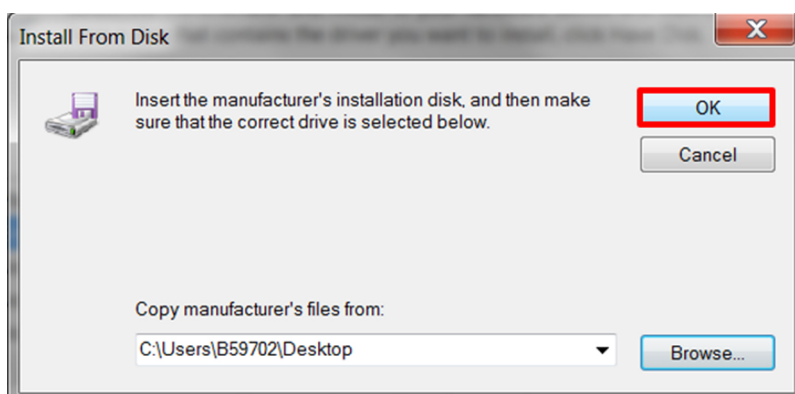 Install From Disk
Insert the manufacturer's installation disk, and then make
sure that the correct drive is selected below.
OK
Cancel
Copy manufacturer's files from:
C:\Users\B59702\Desktop
Browse...